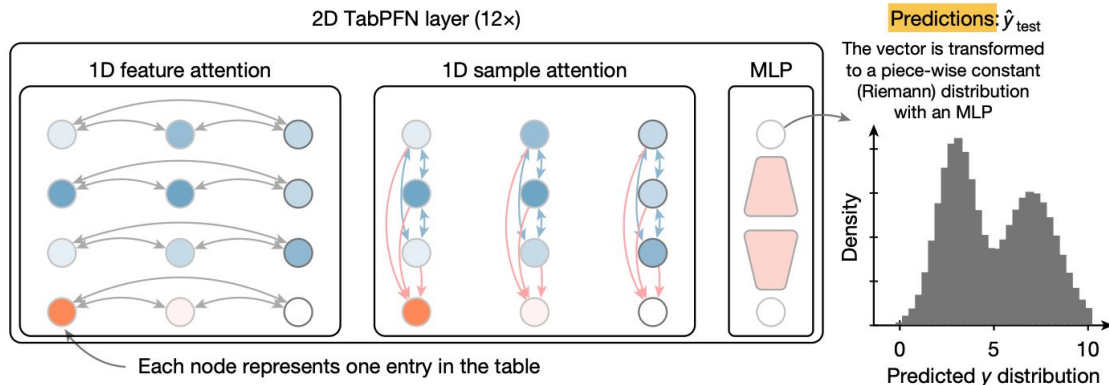 2D TabPFN layer (12×)
1D feature attention
1D sample attention
MLP
Each node represents one entry in the table
Predictions: ŷ test
The vector is transformed
to a piece-wise constant
(Riemann) distribution
with an MLP
Density
0 5 10
Predicted y distribution